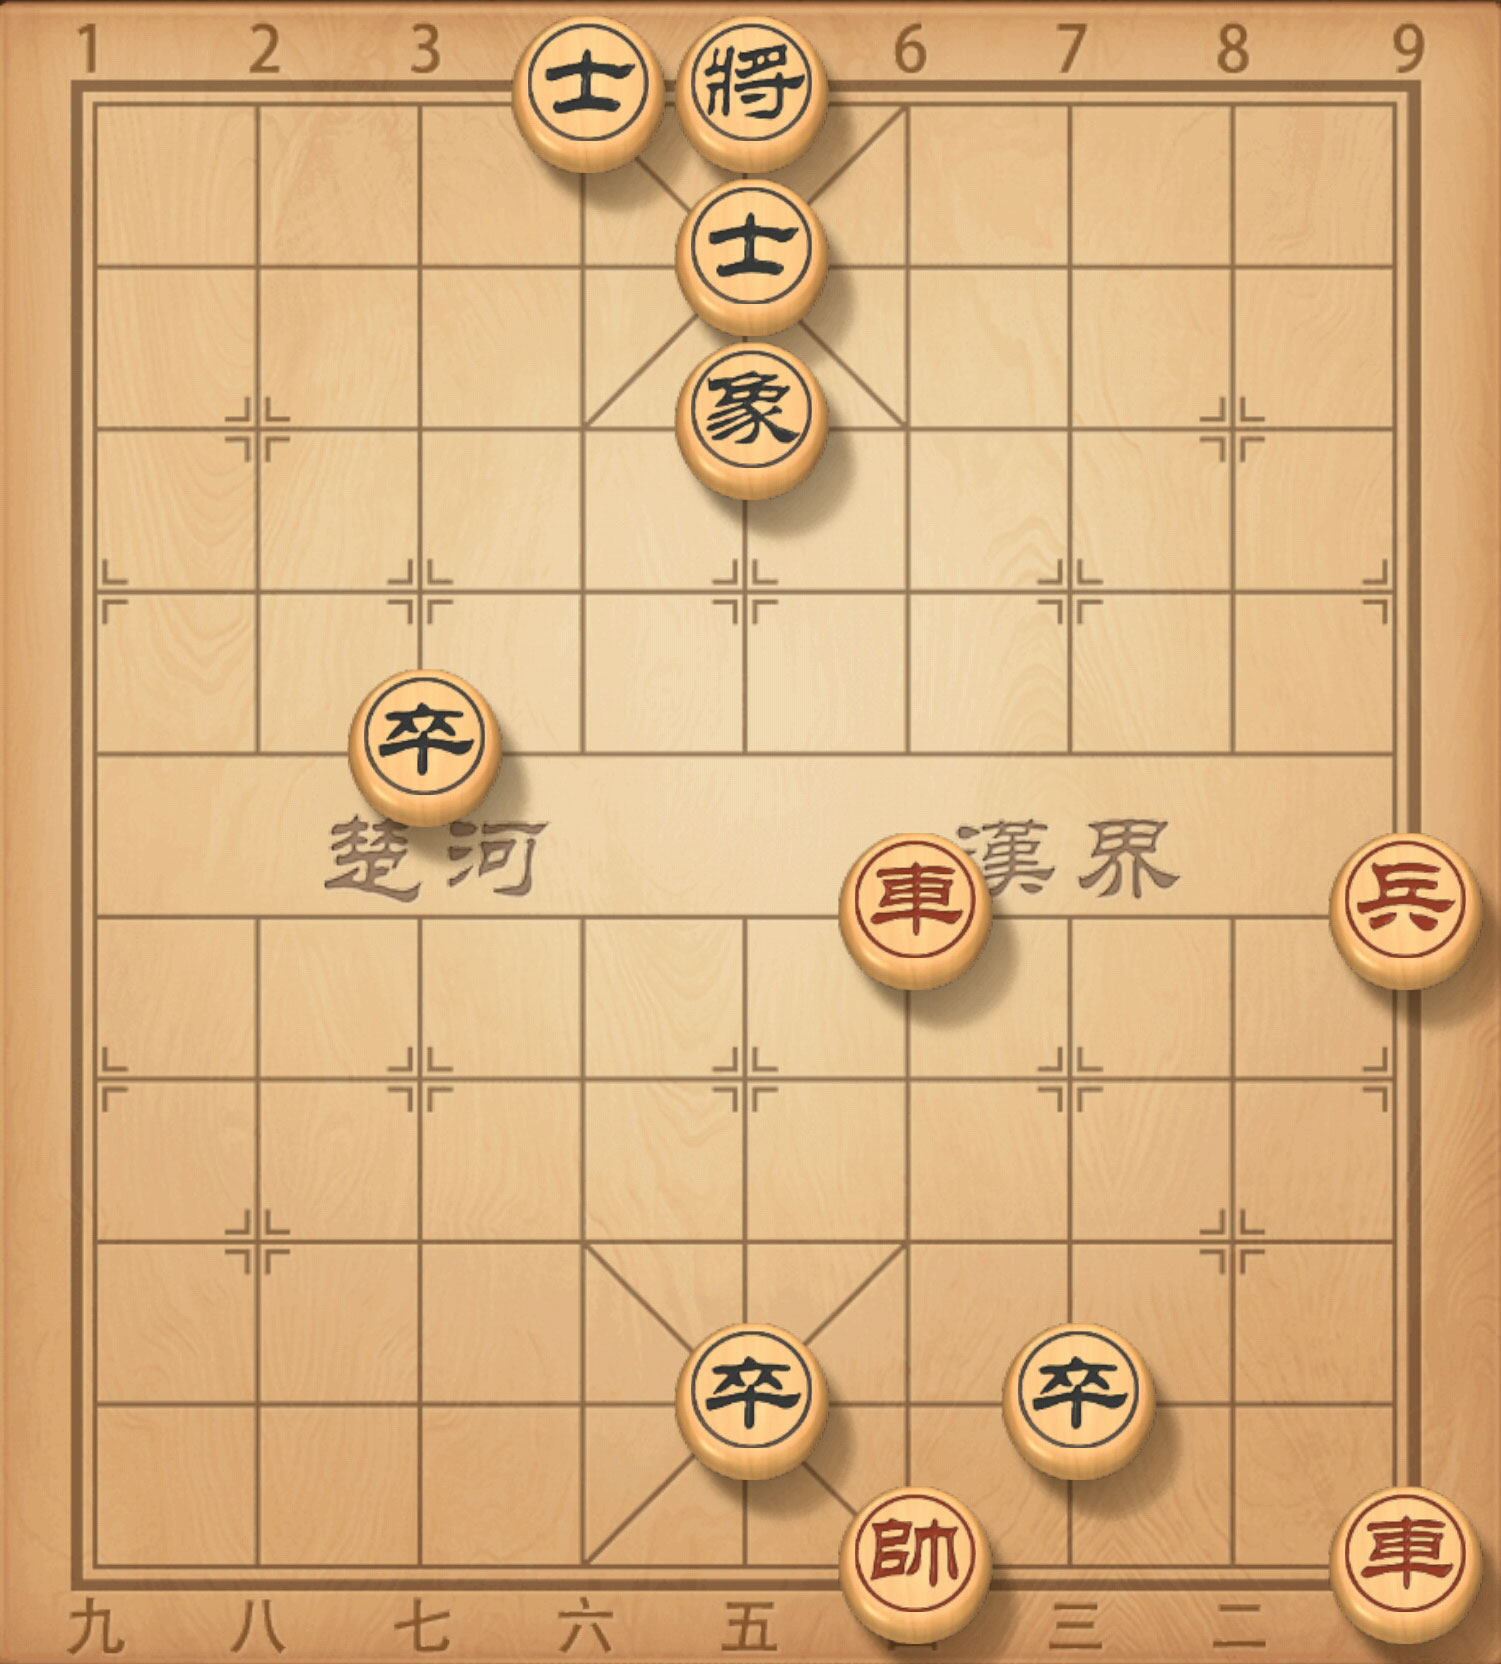 1 2 3 士 將 6 7 8 9
士
象
卒
楚河 車 漢界 兵
卒 卒
帥 車
九 八 七 六 五 三 二